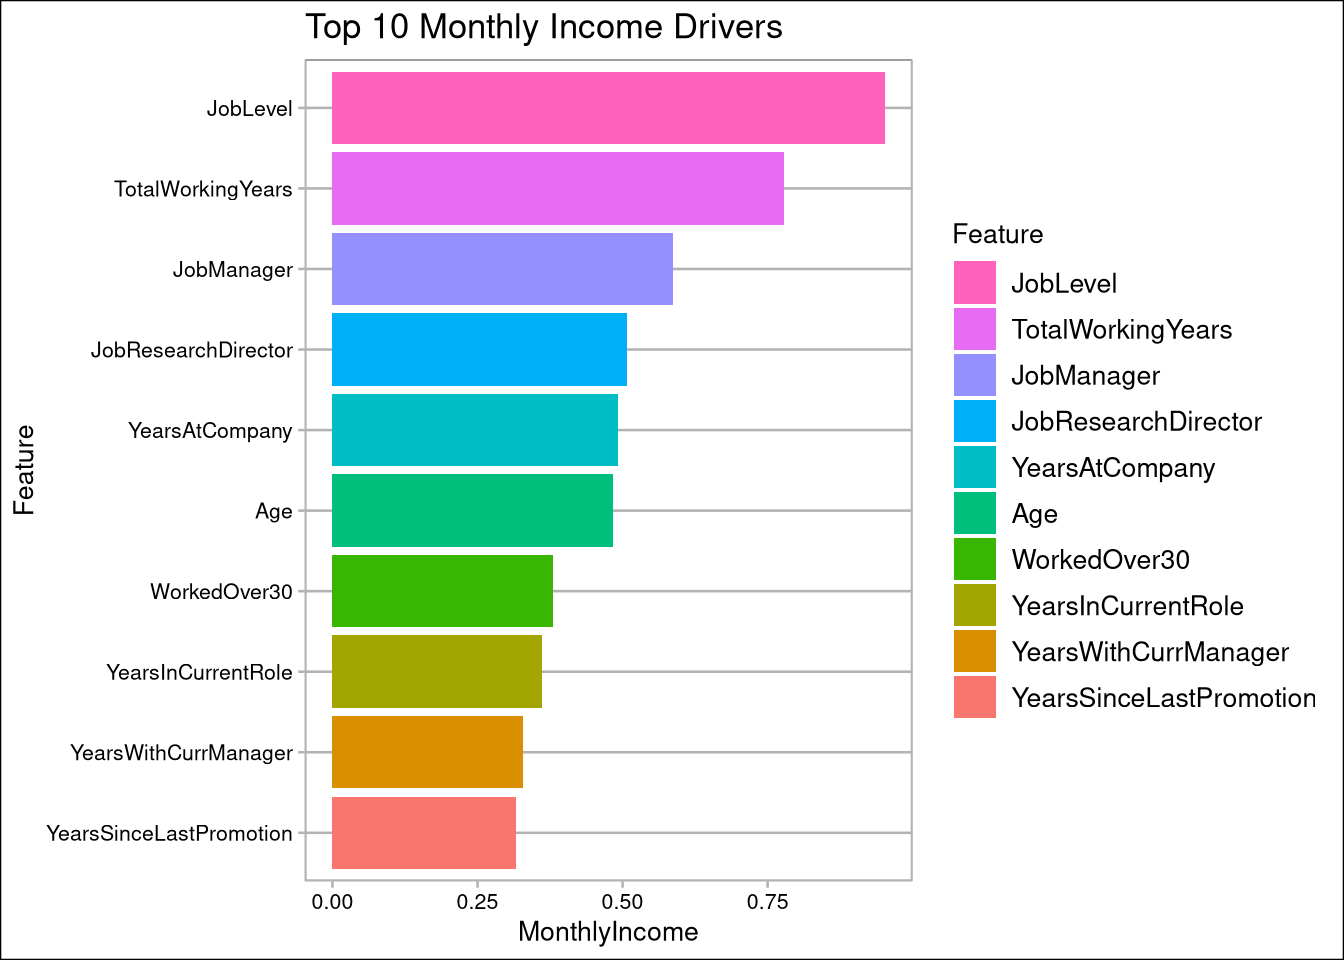 Top 10 Monthly Income Drivers
JobLevel
TotalWorkingYears
JobManager
JobResearchDirector
YearsAtCompany
Age
WorkedOver30
YearsInCurrentRole
YearsWithCurrManager
YearsSinceLastPromotion
Feature
0.00 0.25 0.50 0.75
MonthlyIncome
Feature
JobLevel
TotalWorkingYears
JobManager
JobResearchDirector
YearsAtCompany
Age
WorkedOver30
YearsInCurrentRole
YearsWithCurrManager
YearsSinceLastPromotion